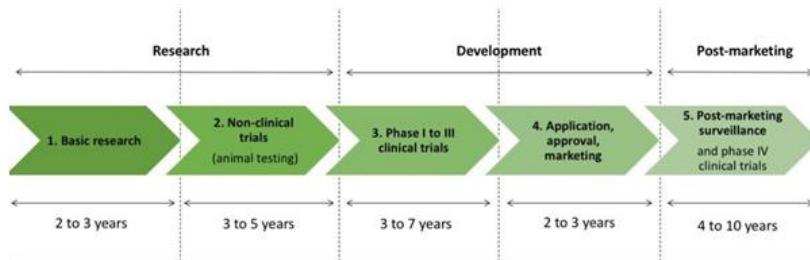 Research
Development
Post-marketing
1. Basic research
2. Non-clinical
trials
(animal testing)
3. Phase I to III
clinical trials
4. Application,
approval,
marketing
5. Post-marketing
surveillance
and phase IV
clinical trials
2 to 3 years
3 to 5 years
3 to 7 years
2 to 3 years
4 to 10 years